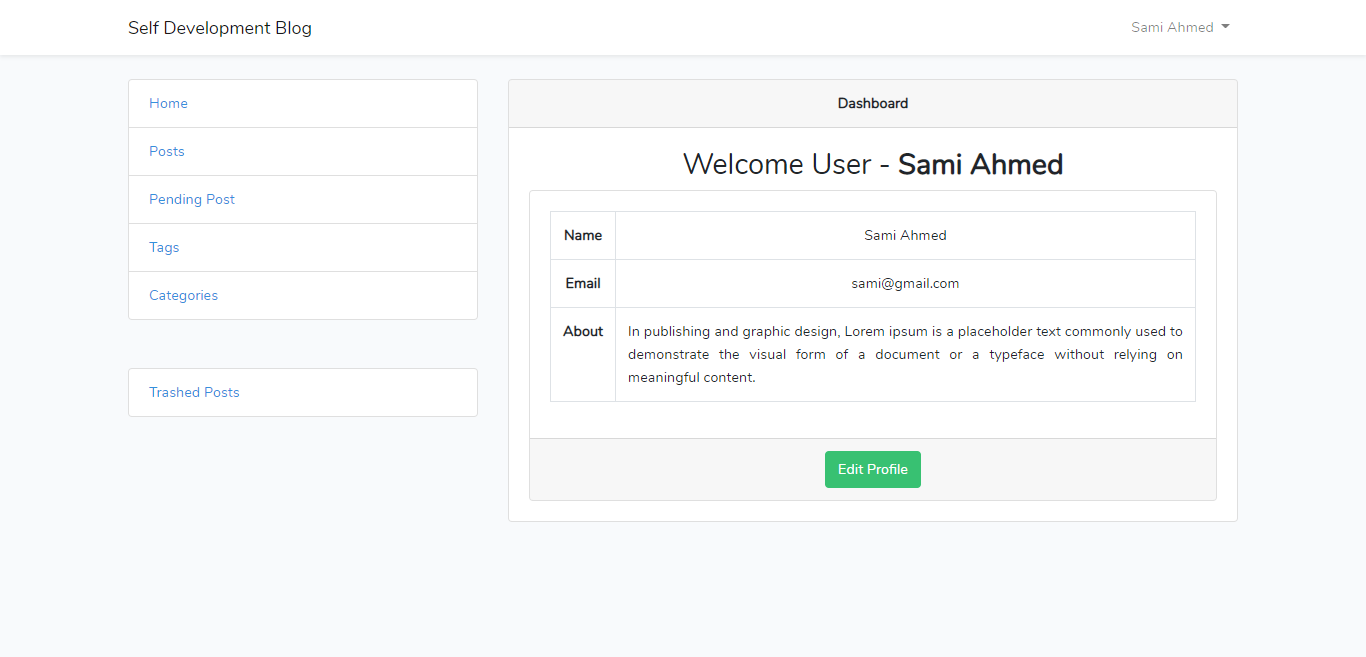 Self Development Blog
Sami Ahmed
Home
Posts
Pending Post
Tags
Categories
Trashed Posts
Dashboard
Welcome User - Sami Ahmed
Name
Sami Ahmed
Email
sami@gmail.com
About
In publishing and graphic design, Lorem ipsum is a placeholder text commonly used to
demonstrate the visual form of a document or a typeface without relying on
meaningful content.
Edit Profile